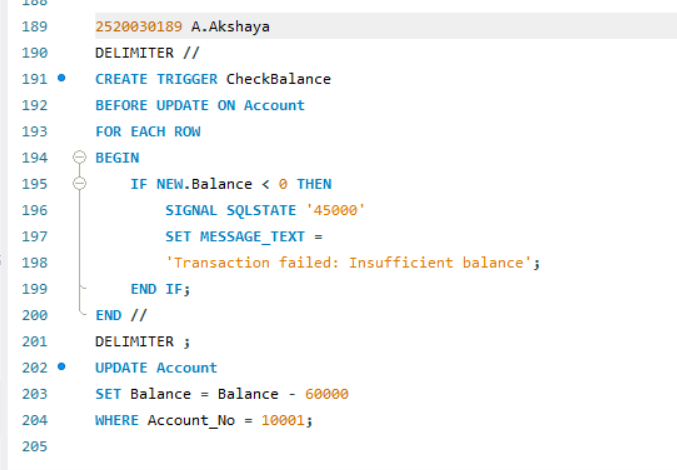 189 2520030189 A.Akshaya
190 DELIMITER //
191 CREATE TRIGGER CheckBalance
192 BEFORE UPDATE ON Account
193 FOR EACH ROW
194 BEGIN
195 IF NEW.Balance < 0 THEN
196 SIGNAL SQLSTATE '45000'
197 SET MESSAGE_TEXT =
198 'Transaction failed: Insufficient balance';
199 END IF;
200 END //
201 DELIMITER ;
202 UPDATE Account
203 SET Balance = Balance - 60000
204 WHERE Account_No = 10001;
205